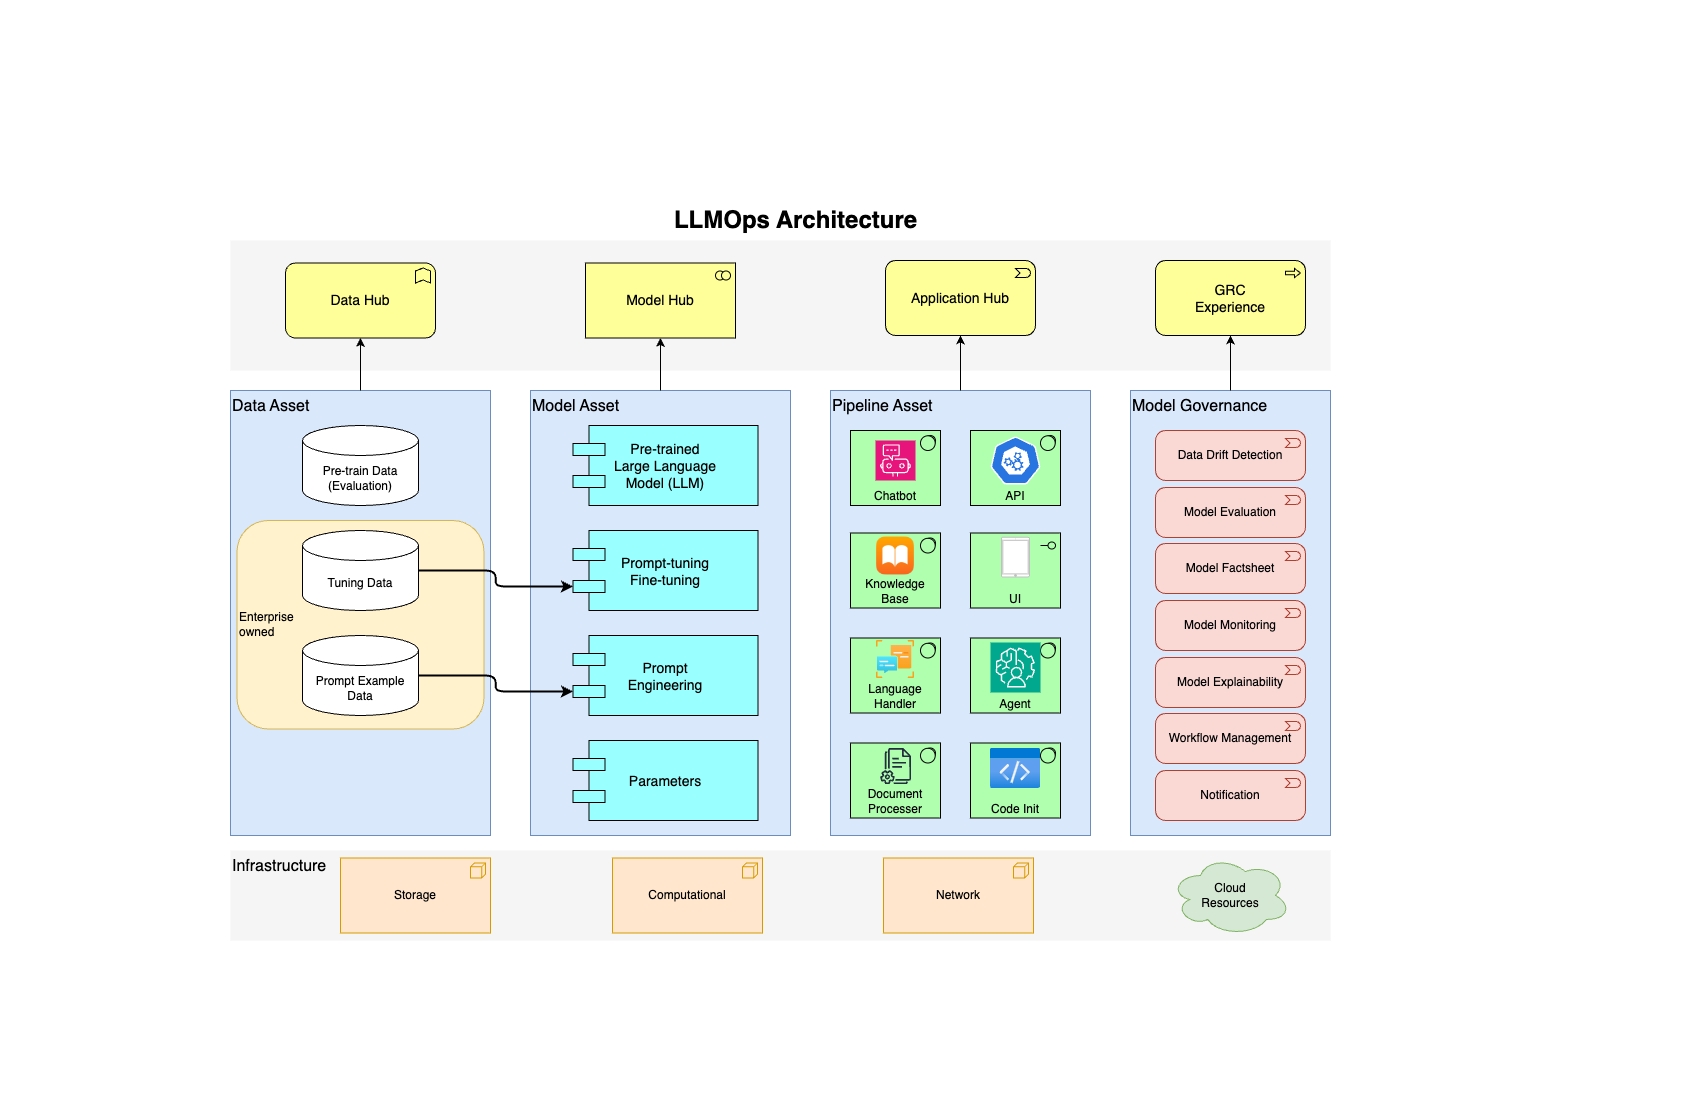 LLMOps Architecture
Data Hub
Model Hub
Application Hub
GRC
Experience
Data Asset
Pre-train Data
(Evaluation)
Enterprise
owned
Tuning Data
Prompt Example
Data
Model Asset
Pre-trained
Large Language
Model (LLM)
Prompt-tuning
Fine-tuning
Prompt
Engineering
Parameters
Pipeline Asset
Chatbot
API
Knowledge
Base
UI
Language
Handler
Agent
Document
Processer
Code Init
Model Governance
Data Drift Detection
Model Evaluation
Model Factsheet
Model Monitoring
Model Explainability
Workflow Management
Notification
Infrastructure
Storage
Computational
Network
Cloud
Resources